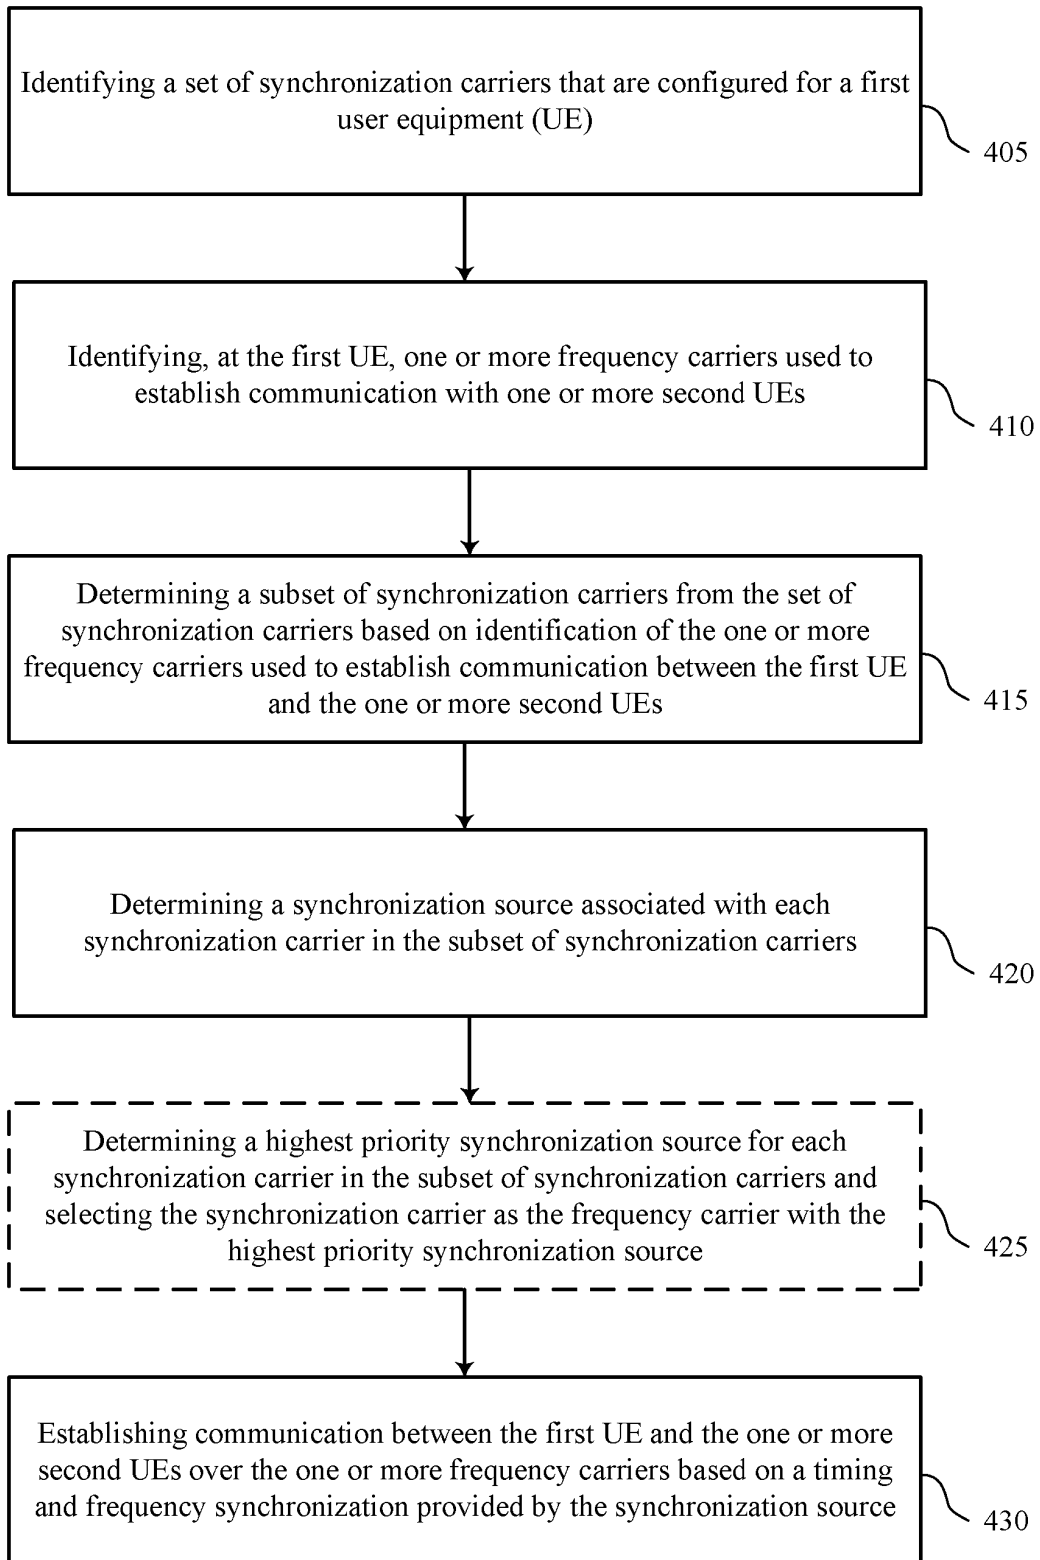 Identifying a set of synchronization carriers that are configured for a first
user equipment (UE)
405
Identifying, at the first UE, one or more frequency carriers used to
establish communication with one or more second UEs
410
Determining a subset of synchronization carriers from the set of
synchronization carriers based on identification of the one or more
frequency carriers used to establish communication between the first UE
and the one or more second UEs
415
Determining a synchronization source associated with each
synchronization carrier in the subset of synchronization carriers
420
Determining a highest priority synchronization source for each
synchronization carrier in the subset of synchronization carriers and
selecting the synchronization carrier as the frequency carrier with the
highest priority synchronization source
425
Establishing communication between the first UE and the one or more
second UEs over the one or more frequency carriers based on a timing
and frequency synchronization provided by the synchronization source
430